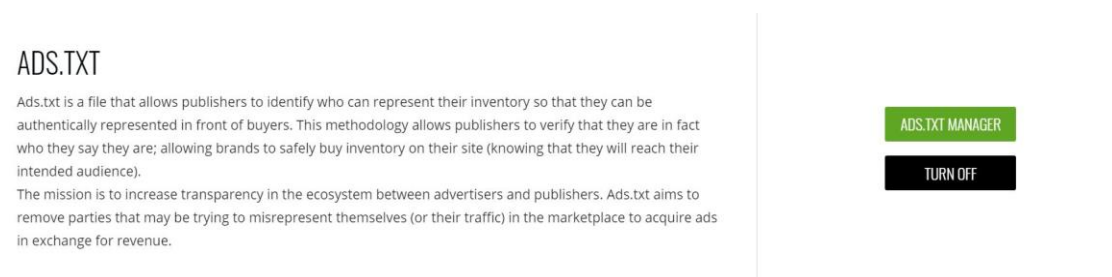 ADS.TXT
Ads.txt is a file that allows publishers to identify who can represent their inventory so that they can be
authentically represented in front of buyers. This methodology allows publishers to verify that they are in fact
who they say they are; allowing brands to safely buy inventory on their site (knowing that they will reach their
intended audience).
The mission is to increase transparency in the ecosystem between advertisers and publishers. Ads.txt aims to
remove parties that may be trying to misrepresent themselves (or their traffic) in the marketplace to acquire ads
in exchange for revenue.
ADS.TXT MANAGER
TURN OFF